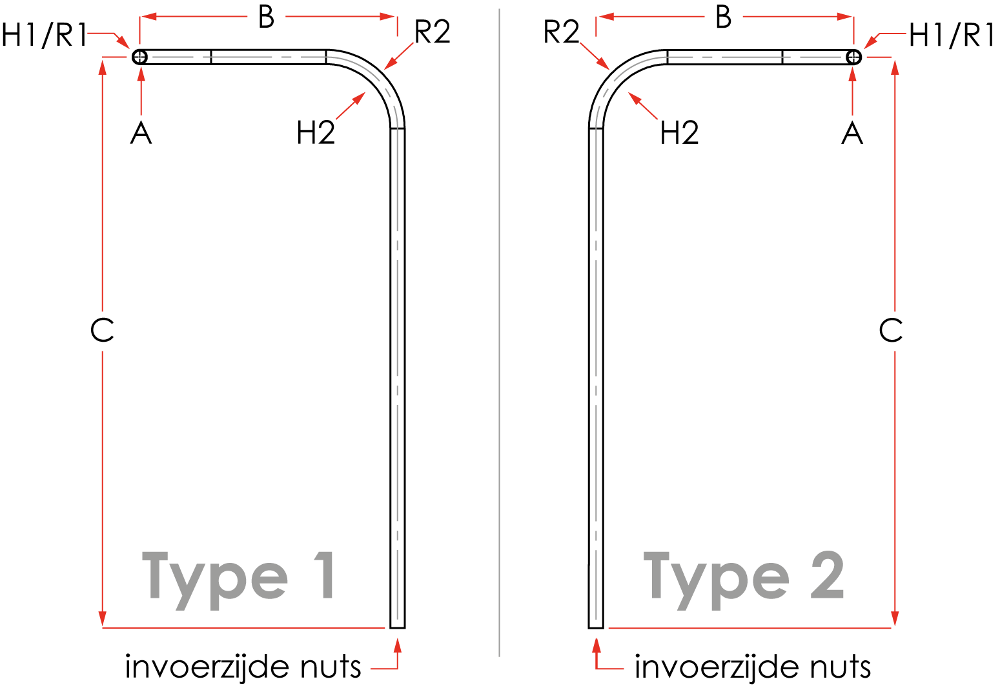 B
H1/R1
R2
A
H2
C
Type 1
invoerzijde nuts
B
R2
H1/R1
H2
A
C
Type 2
invoerzijde nuts